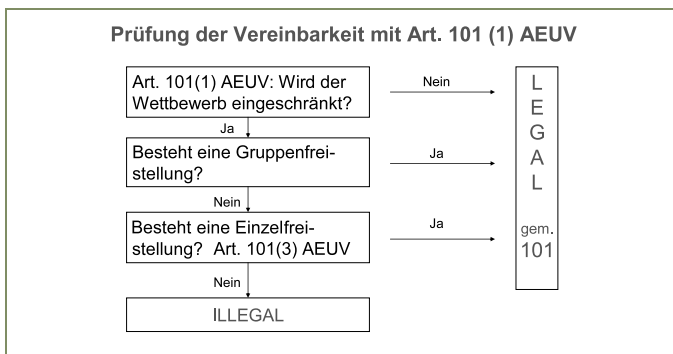 Prüfung der Vereinbarkeit mit Art. 101 (1) AEUV
Art. 101(1) AEUV: Wird der
Wettbewerb eingeschränkt?
Nein
Ja
Besteht eine Gruppenfrei-
stellung?
Ja
Nein
Besteht eine Einzelfrei-
stellung? Art. 101(3) AEUV
Ja
Nein
ILLEGAL
L
E
G
A
L
gem.
101